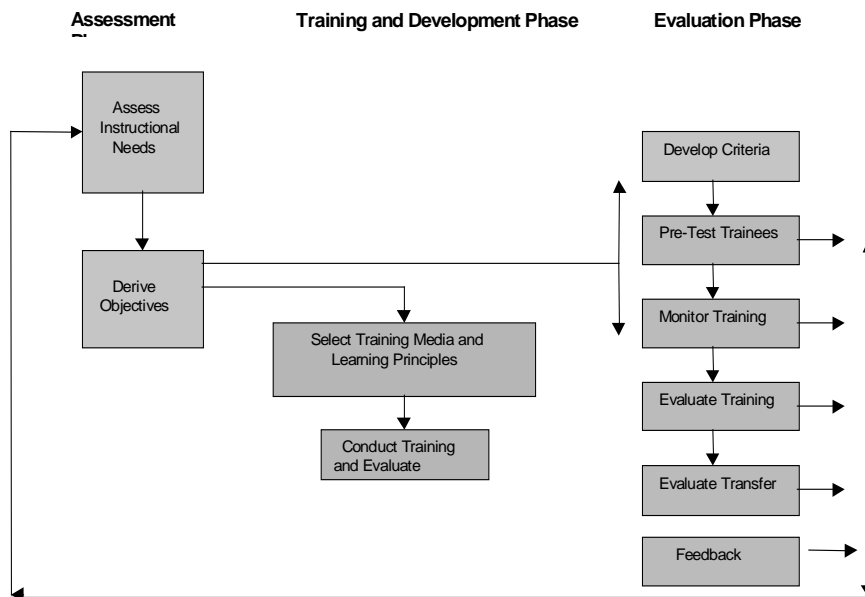 Assessment
Training and Development Phase
Evaluation Phase
Assess
Instructional
Needs
Derive
Objectives
Select Training Media and
Learning Principles
Conduct Training
and Evaluate
Develop Criteria
Pre-Test Trainees
Monitor Training
Evaluate Training
Evaluate Transfer
Feedback